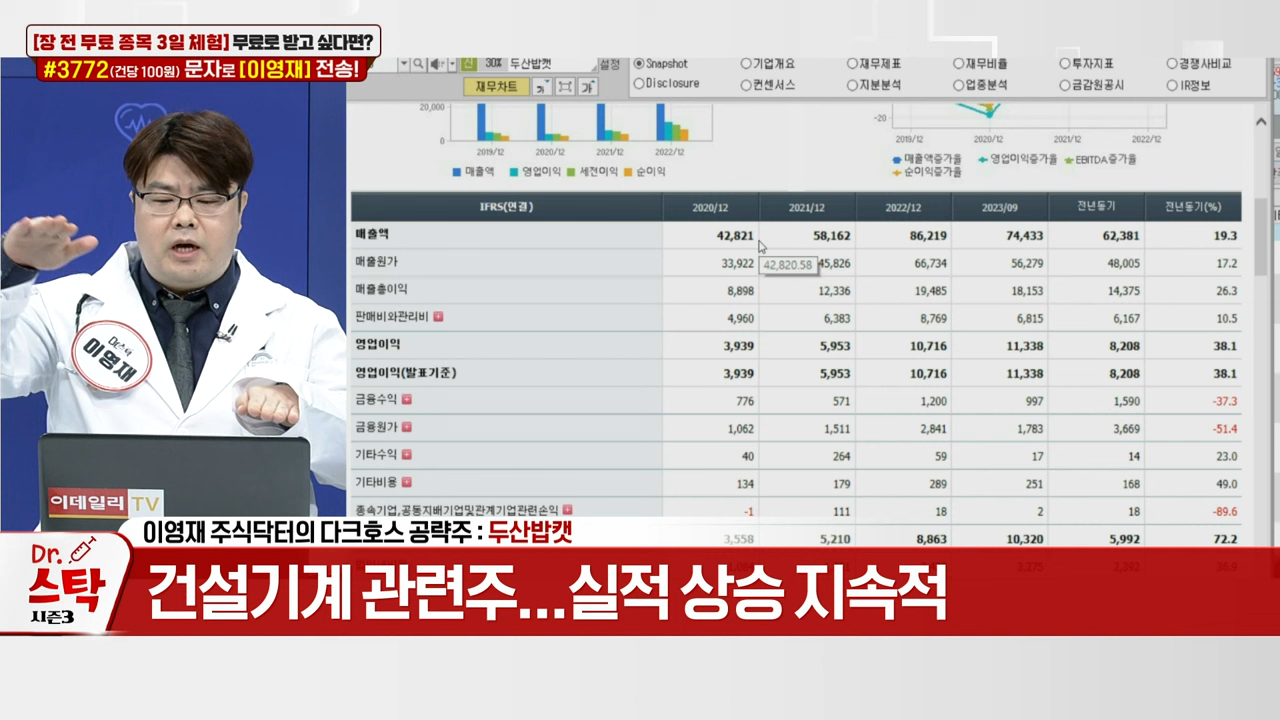 [장 전 무료 종목 3일 체험] 무료로 받고 싶다면?
#3772(건당 100원) 문자로 [이영재] 전송!
신 30% 두산밥캣 설정
Snapshot 기업개요 재무제표 재무비율 투자지표 경쟁사비교
Disclosure 컨센서스 지분분석 업종분석 금감원공시 IR정보
재무차트
20,000
0
2019/12 2020/12 2021/12 2022/12
매출액 영업이익 세전이익 순이익
-20
2019/12 2020/12 2021/12 2022/12
매출액증가율 영업이익증가율 EBITDA증가율
순이익증가율
IFRS(연결) 2020/12 2021/12 2022/12 2023/09 전년동기 전년동기(%)
매출액 42,821 58,162 86,219 74,433 62,381 19.3
매출원가 33,922 45,826 66,734 56,279 48,005 17.2
42,820.58
매출총이익 8,898 12,336 19,485 18,153 14,375 26.3
판매비와관리비 4,960 6,383 8,769 6,815 6,167 10.5
영업이익 3,939 5,953 10,716 11,338 8,208 38.1
영업이익(발표기준) 3,939 5,953 10,716 11,338 8,208 38.1
금융수익 776 571 1,200 997 1,590 -37.3
금융원가 1,062 1,511 2,841 1,783 3,669 -51.4
기타수익 40 264 59 17 14 23.0
기타비용 134 179 289 251 168 49.0
종속기업,공동지배기업및관계기업관련손익 -1 111 18 2 18 -89.6
3,558 5,210 8,863 10,320 5,992 72.2
Dr.스탁
이영재
이데일리 TV
이영재 주식닥터의 다크호스 공략주 : 두산밥캣
Dr.
스탁
시즌3
건설기계 관련주...실적 상승 지속적